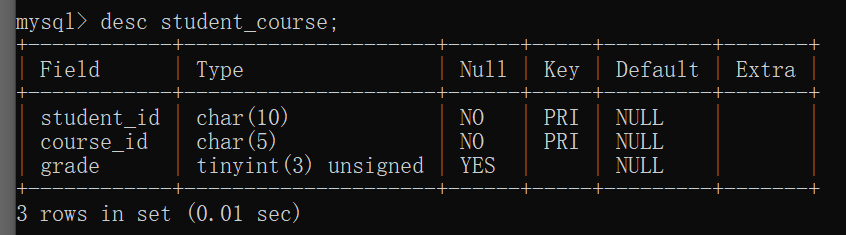 mysql> desc student_course;
+------------+---------------------+------+-----+---------+-------+
| Field      | Type                | Null | Key | Default | Extra |
+------------+---------------------+------+-----+---------+-------+
| student_id | char(10)            | NO   | PRI | NULL    |       |
| course_id  | char(5)             | NO   | PRI | NULL    |       |
| grade      | tinyint(3) unsigned | YES  |     | NULL    |       |
+------------+---------------------+------+-----+---------+-------+
3 rows in set (0.01 sec)